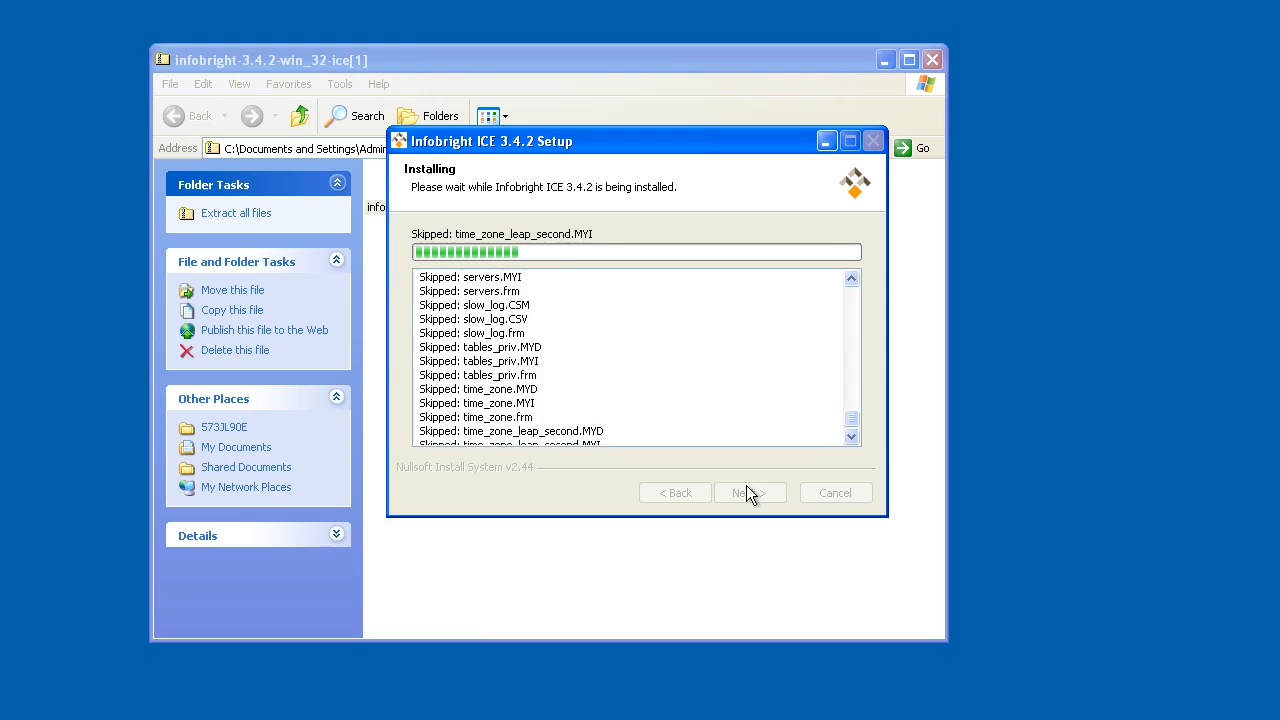 infobright-3.4.2-win_32-ice[1]
File Edit View Favorites Tools Help
Back Search Folders
Address C:\Documents and Settings\Admin Go
Folder Tasks
Extract all files
File and Folder Tasks
Move this file
Copy this file
Publish this file to the Web
Delete this file
Other Places
573JL90E
My Documents
Shared Documents
My Network Places
Details
info
Infobright ICE 3.4.2 Setup
Installing
Please wait while Infobright ICE 3.4.2 is being installed.
Skipped: time_zone_leap_second.MYI
Skipped: servers.MYI
Skipped: servers.frm
Skipped: slow_log.CSM
Skipped: slow_log.CSV
Skipped: slow_log.frm
Skipped: tables_priv.MYD
Skipped: tables_priv.MYI
Skipped: tables_priv.frm
Skipped: time_zone.MYD
Skipped: time_zone.MYI
Skipped: time_zone.frm
Skipped: time_zone_leap_second.MYD
Skipped: time_zone_leap_second.MYI
Nullsoft Install System v2.44
< Back Next > Cancel